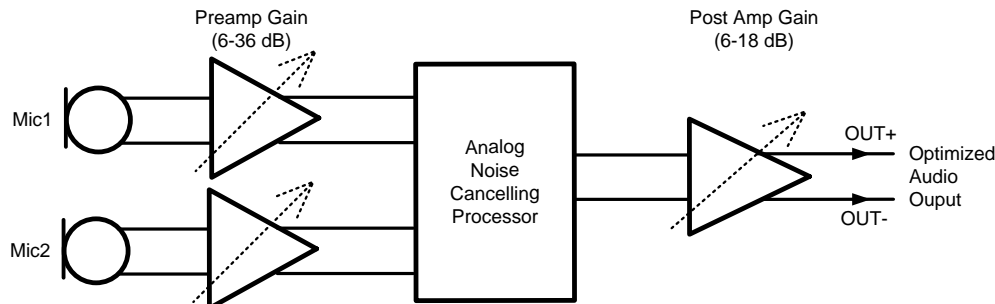 Preamp Gain
(6-36 dB)
Post Amp Gain
(6-18 dB)
Mic1
Mic2
Analog
Noise
Cancelling
Processor
OUT+
OUT-
Optimized
Audio
Ouput